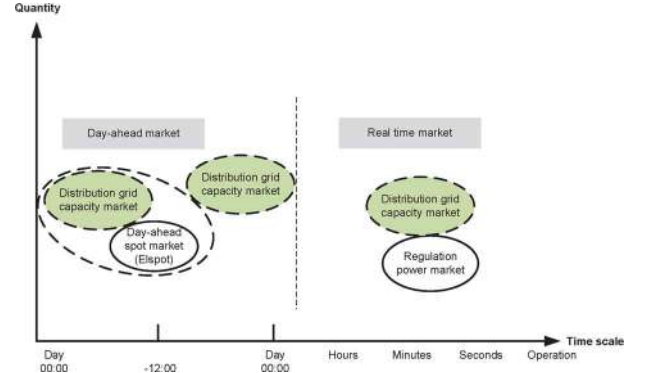 Quantity
Day-ahead market
Real time market
Distribution grid
capacity market
Distribution grid
capacity market
Distribution grid
capacity market
Day-ahead
spot market
(Elspot)
Regulation
power market
Time scale
Day
00:00
-12:00
Day
00:00
Hours
Minutes
Seconds
Operation